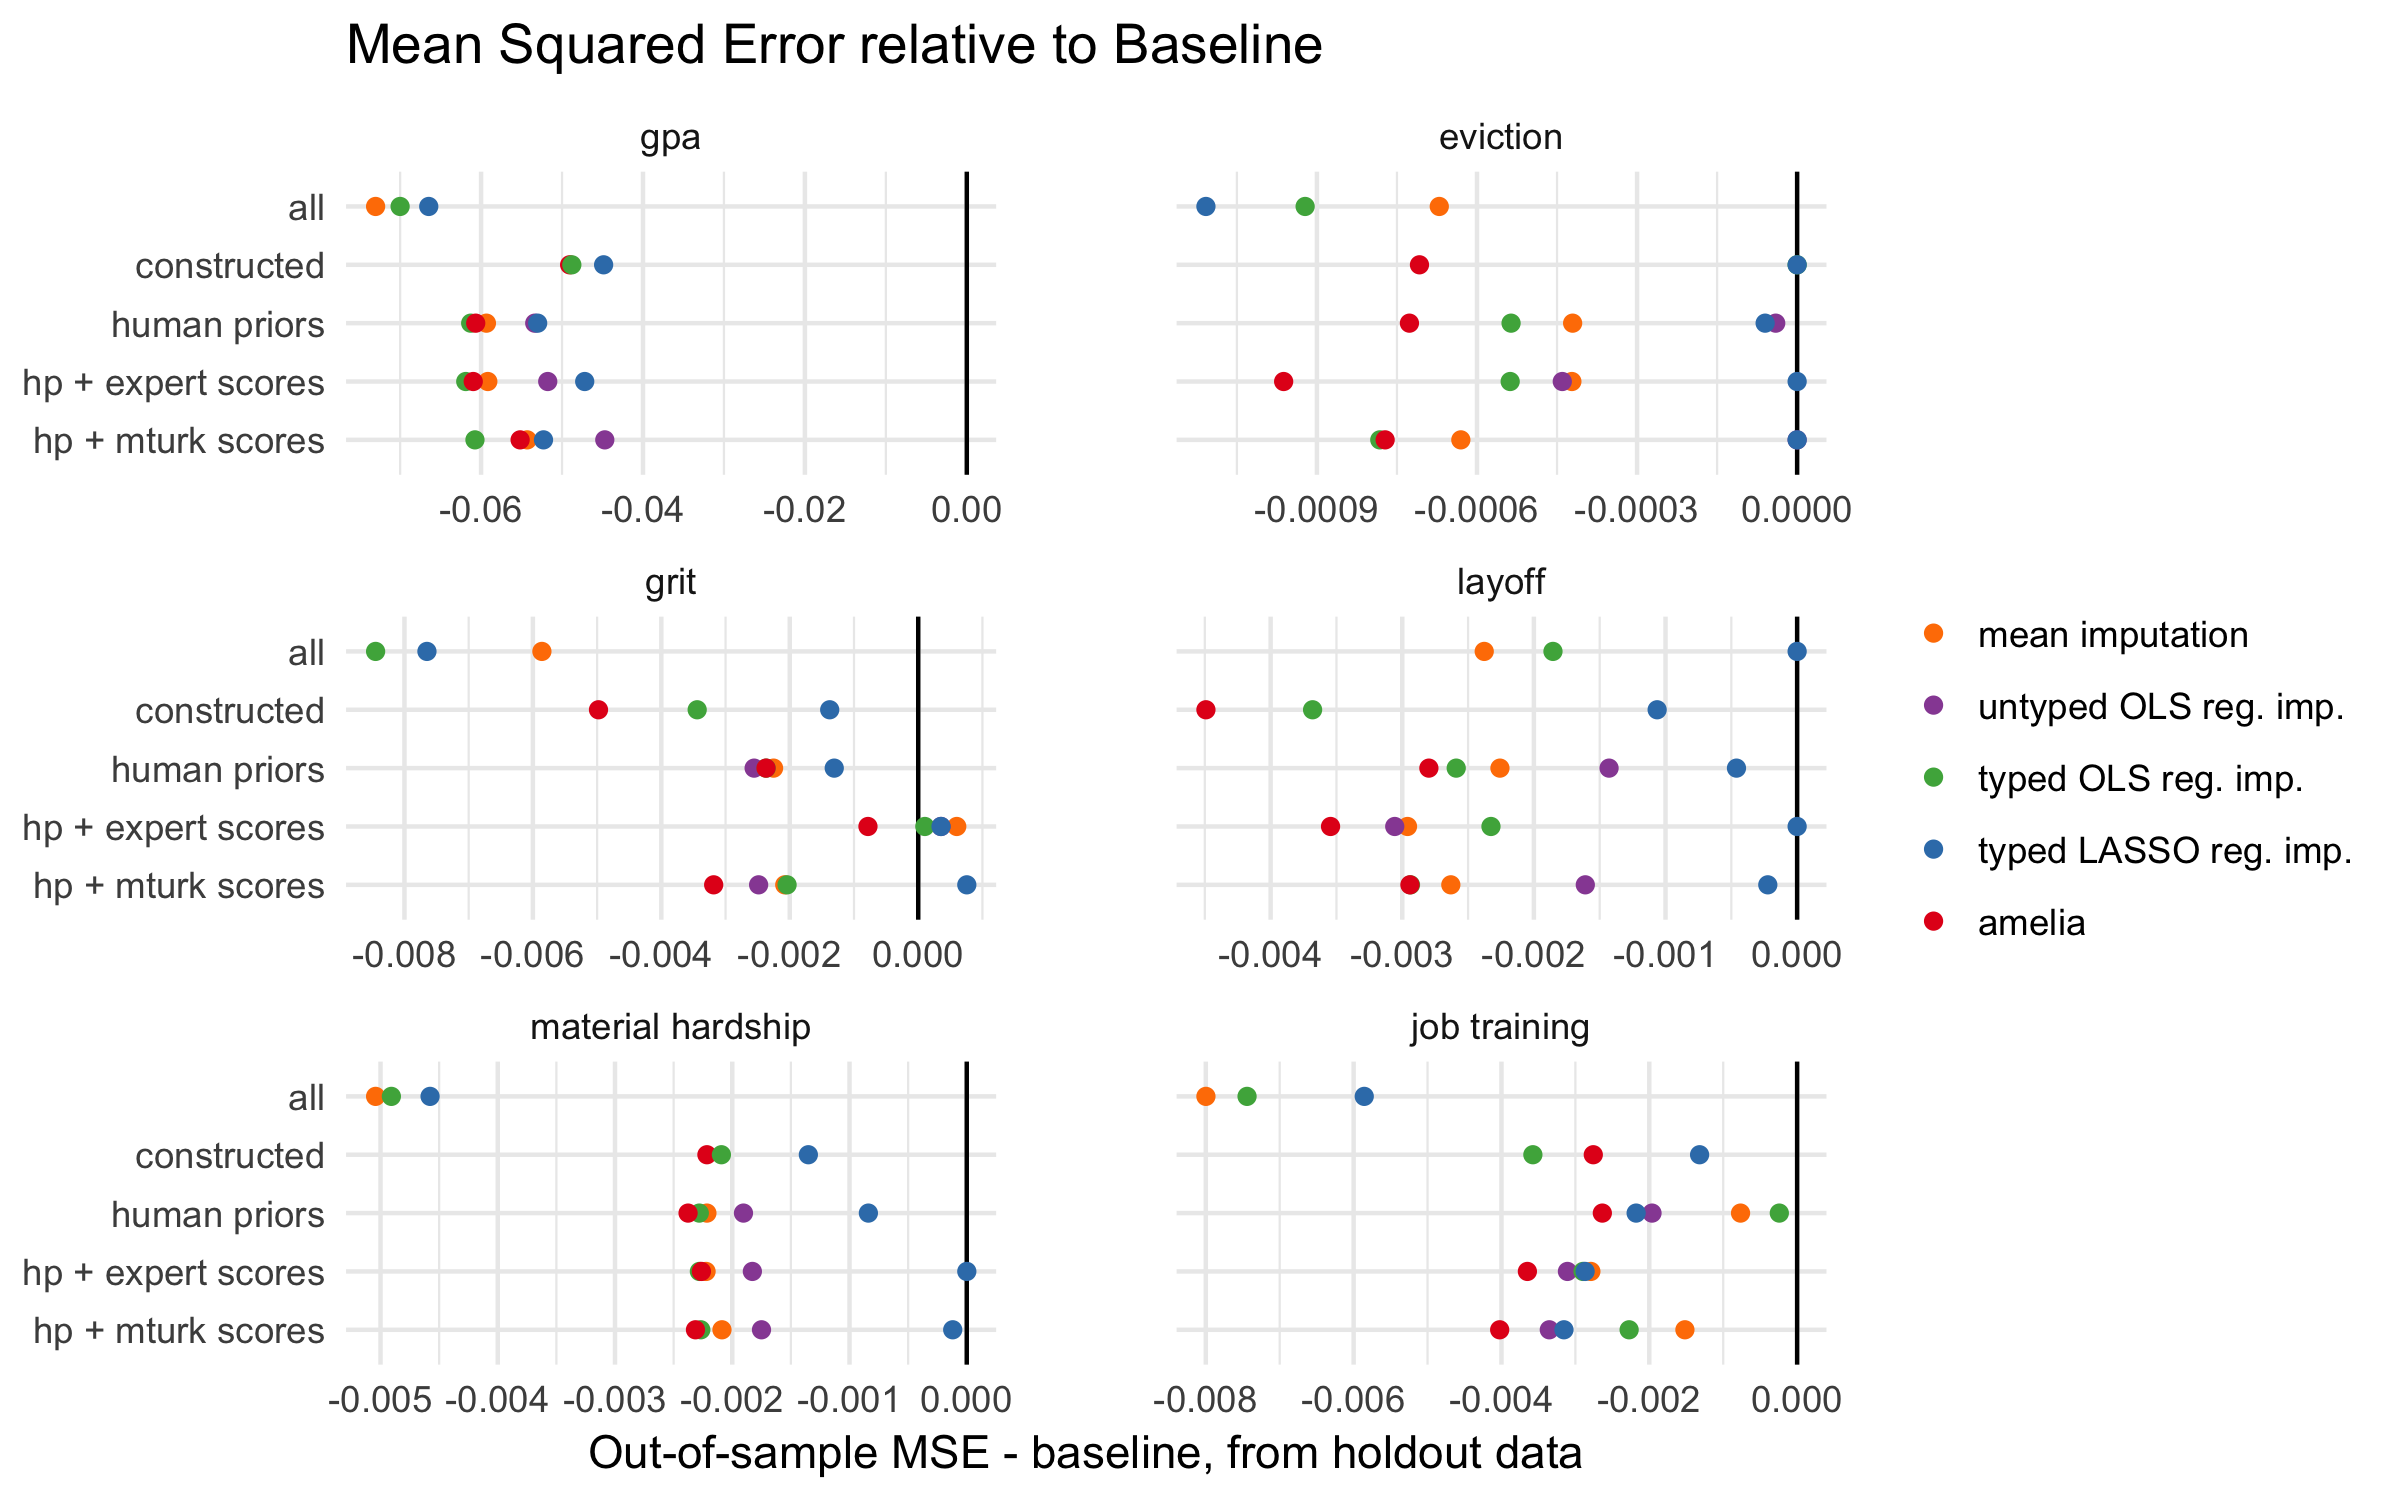 Mean Squared Error relative to Baseline
gpa
eviction
all
constructed
human priors
hp + expert scores
hp + mturk scores
-0.06 -0.04 -0.02 0.00
-0.0009 -0.0006 -0.0003 0.0000
grit
layoff
all
constructed
human priors
hp + expert scores
hp + mturk scores
-0.008 -0.006 -0.004 -0.002 0.000
-0.004 -0.003 -0.002 -0.001 0.000
mean imputation
untyped OLS reg. imp.
typed OLS reg. imp.
typed LASSO reg. imp.
amelia
material hardship
job training
all
constructed
human priors
hp + expert scores
hp + mturk scores
-0.005 -0.004 -0.003 -0.002 -0.001 0.000
-0.008 -0.006 -0.004 -0.002 0.000
Out-of-sample MSE - baseline, from holdout data